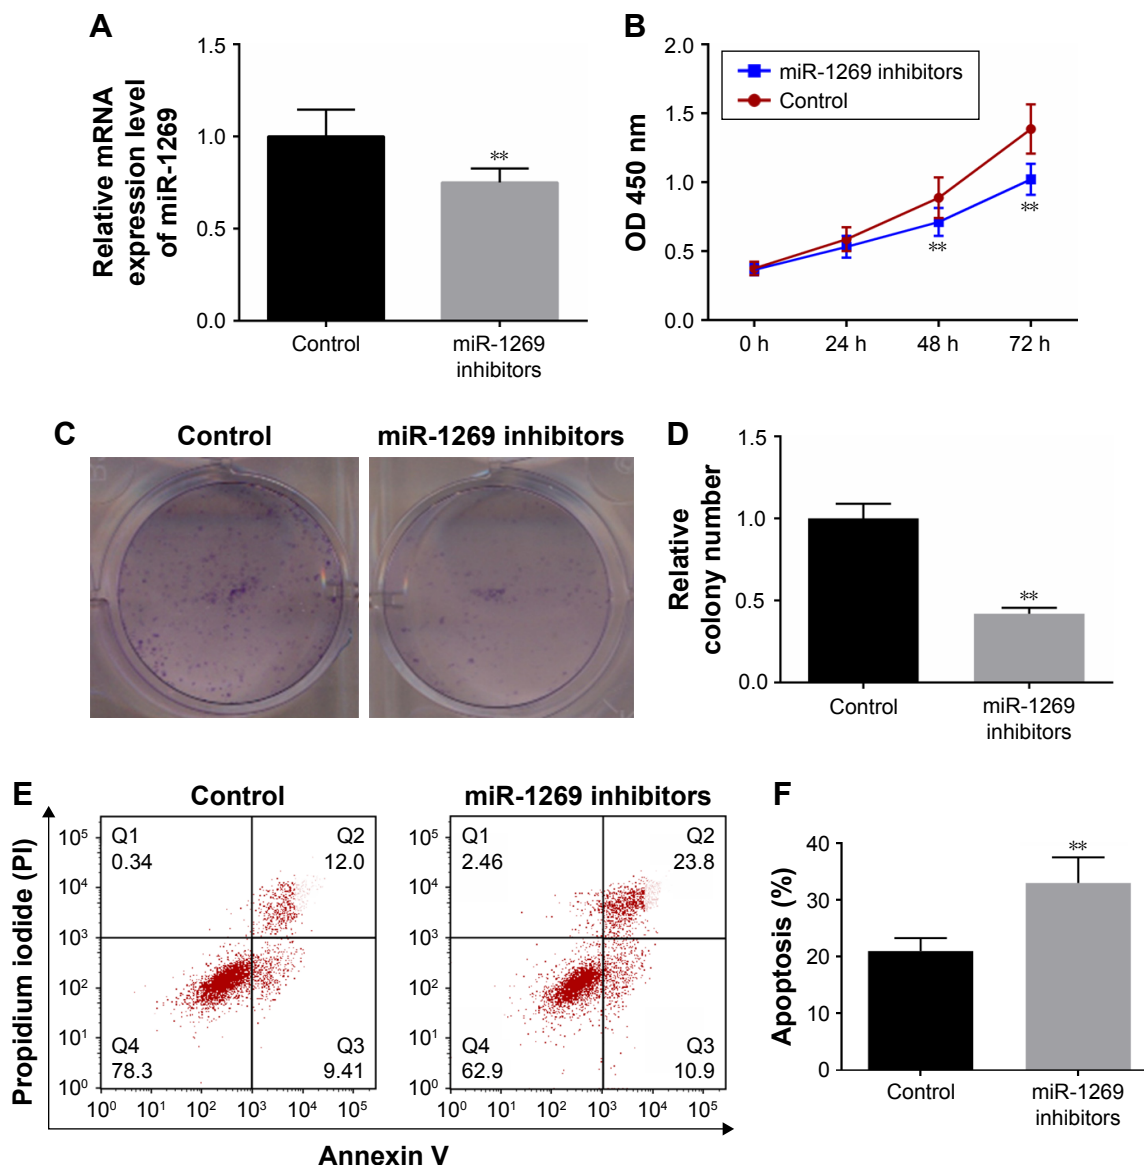 A
Relative mRNA
expression level
of miR-1269
1.5
1.0
0.5
0.0
**
Control
miR-1269
inhibitors
B
OD 450 nm
2.0
1.5
1.0
0.5
0.0
miR-1269 inhibitors
Control
**
**
0 h
24 h
48 h
72 h
C
Control
miR-1269 inhibitors
D
Relative
colony number
1.5
1.0
0.5
0.0
**
Control
miR-1269
inhibitors
E
Control
miR-1269 inhibitors
Propidium iodide (PI)
10⁵
10⁴
10³
10²
10¹
10⁰
Q1
0.34
Q2
12.0
Q4
78.3
Q3
9.41
10⁰ 10¹ 10² 10³ 10⁴ 10⁵
10⁵
10⁴
10³
10²
10¹
10⁰
Q1
2.46
Q2
23.8
Q4
62.9
Q3
10.9
10⁰ 10¹ 10² 10³ 10⁴ 10⁵
Annexin V
F
Apoptosis (%)
40
30
20
10
0
**
Control
miR-1269
inhibitors